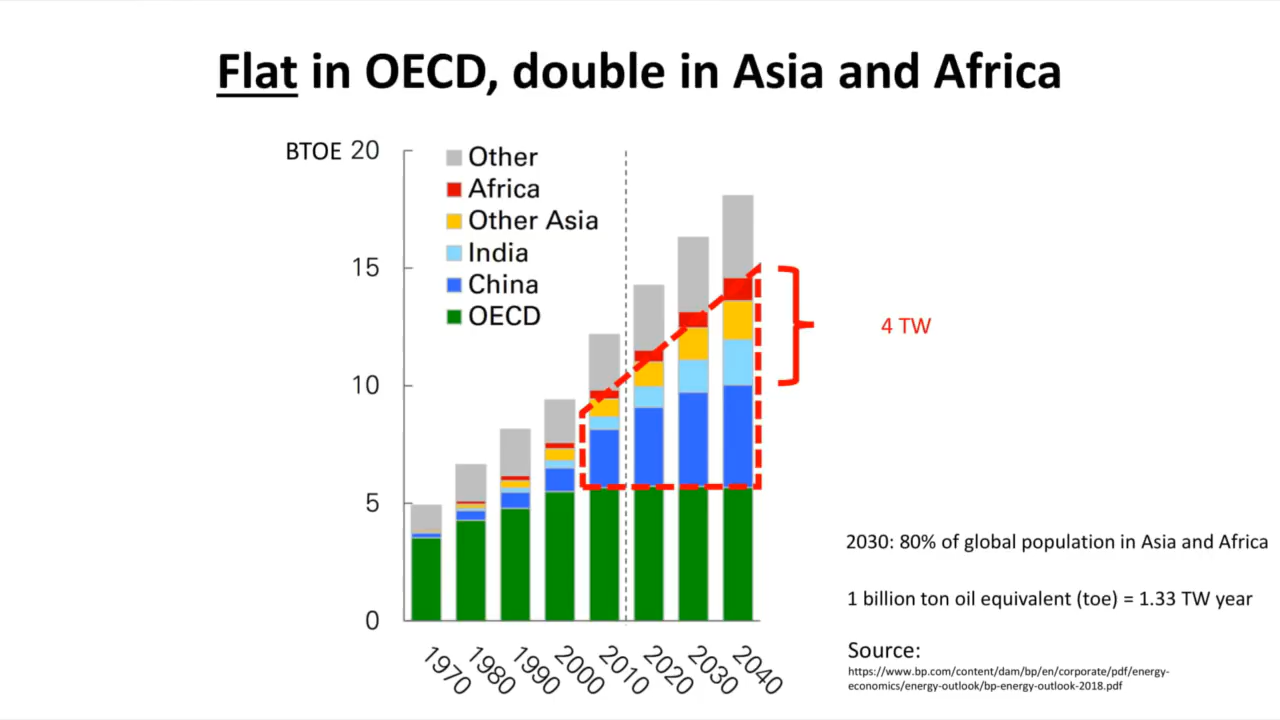 Flat in OECD, double in Asia and Africa
BTOE 20
15
10
5
0
Other
Africa
Other Asia
India
China
OECD
1970
1980
1990
2000
2010
2020
2030
2040
4 TW
2030: 80% of global population in Asia and Africa
1 billion ton oil equivalent (toe) = 1.33 TW year
Source:
https://www.bp.com/content/dam/bp/en/corporate/pdf/energy-
economics/energy-outlook/bp-energy-outlook-2018.pdf